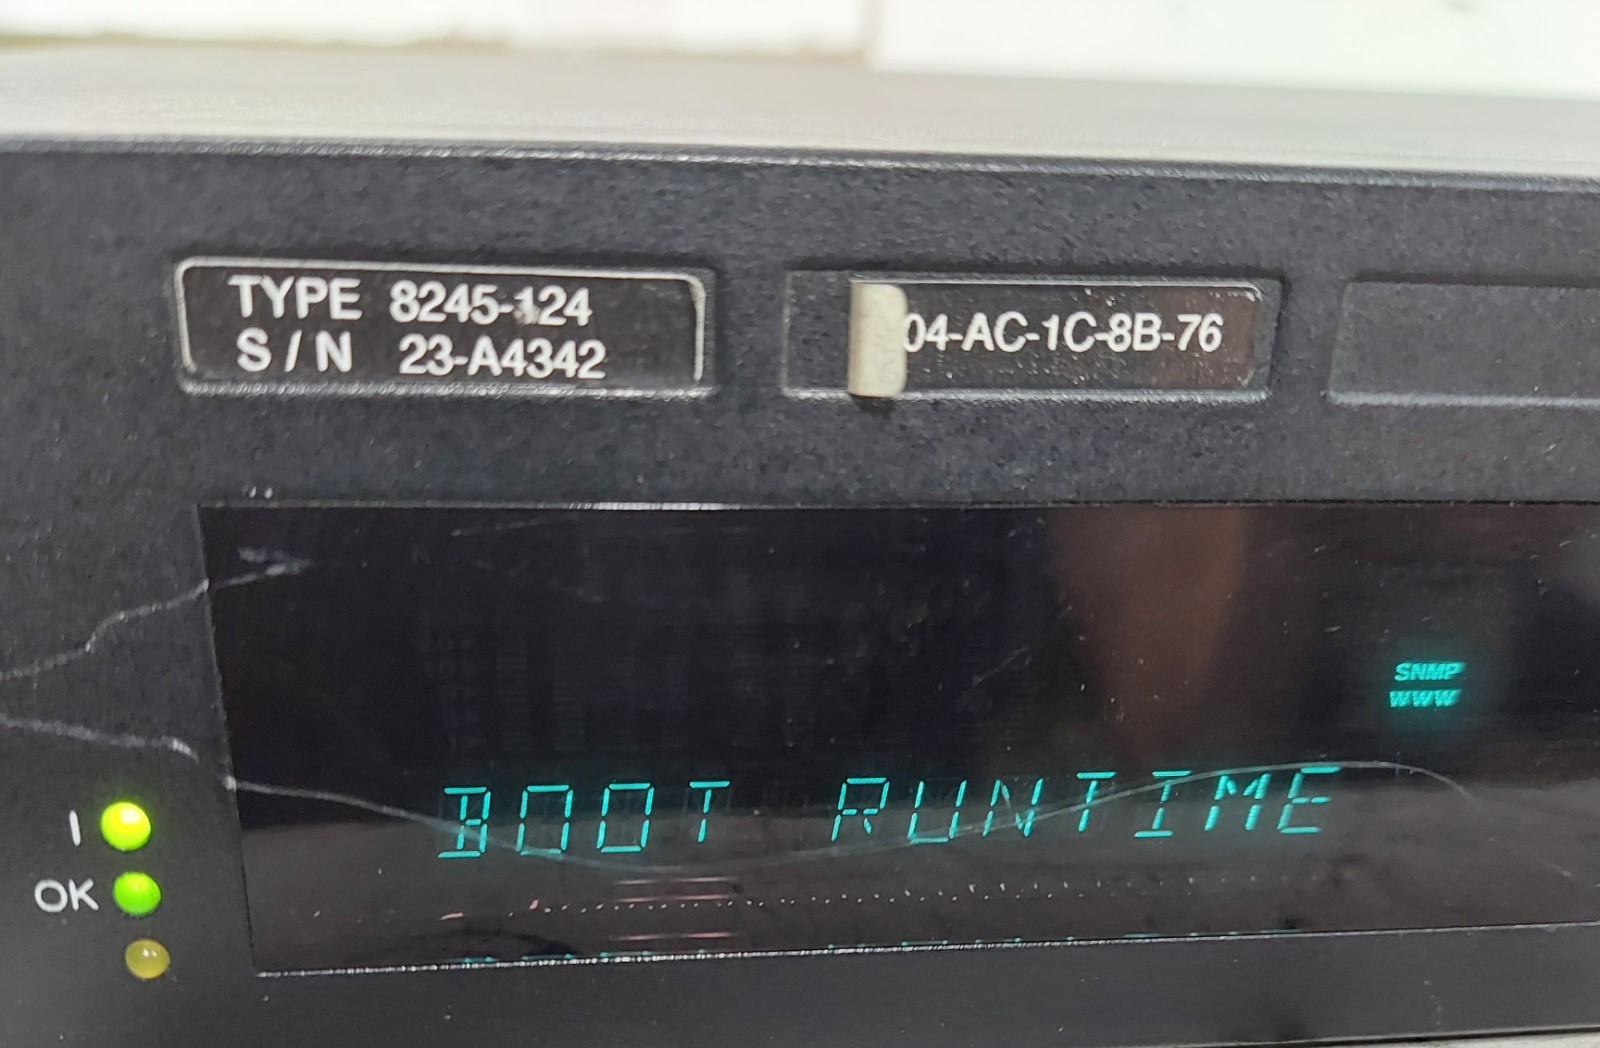 TYPE 8245-124
S/N 23-A4342
04-AC-1C-8B-76
SNMP
WWW
BOOT RUNTIME
I
OK